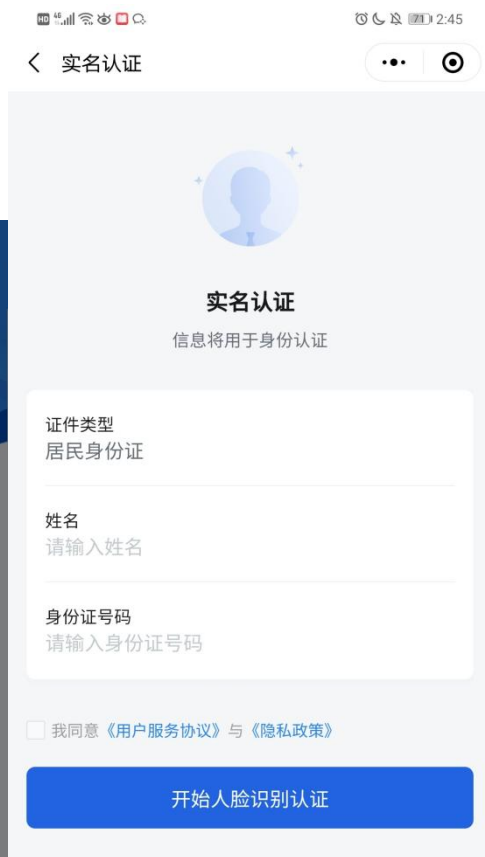 HD 46 71 2:45
实名认证
实名认证
信息将用于身份认证
证件类型
居民身份证
姓名
请输入姓名
身份证号码
请输入身份证号码
我同意《用户服务协议》与《隐私政策》
开始人脸识别认证